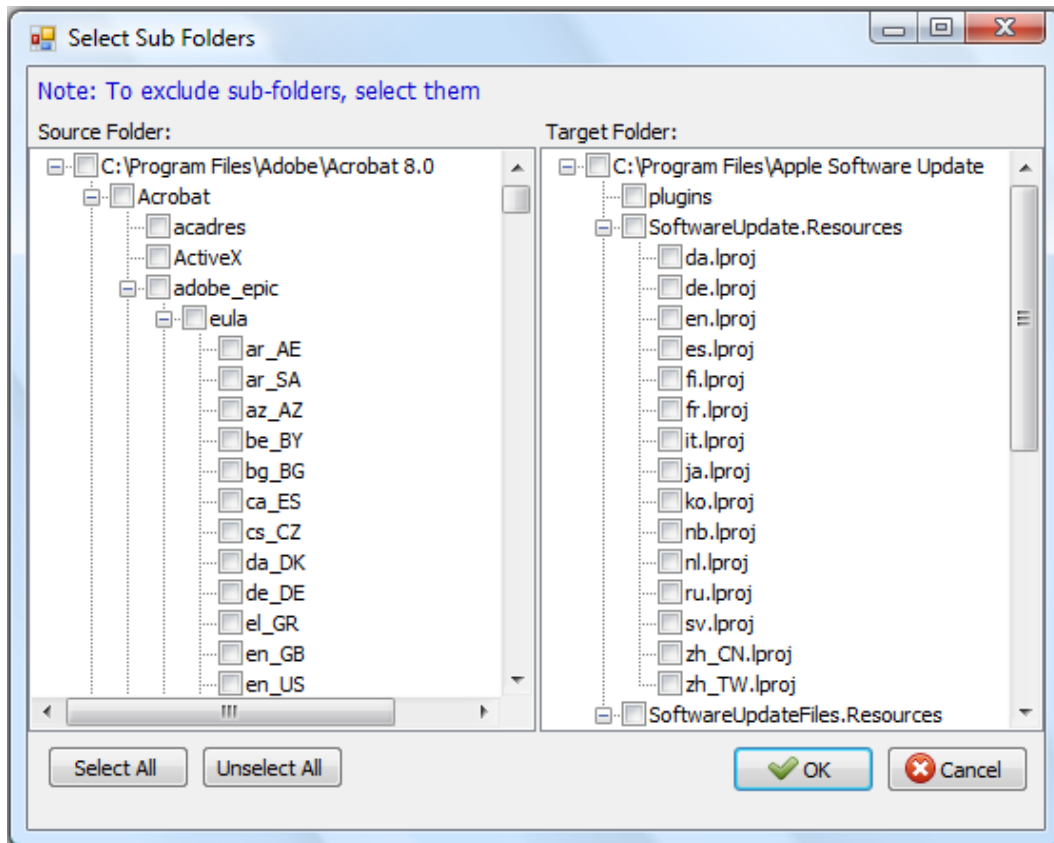 Select Sub Folders
Note: To exclude sub-folders, select them
Source Folder:
C:\Program Files\Adobe\Acrobat 8.0
Acrobat
acadres
ActiveX
adobe_epic
eula
ar_AE
ar_SA
az_AZ
be_BY
bg_BG
ca_ES
cs_CZ
da_DK
de_DE
el_GR
en_GB
en_US
Target Folder:
C:\Program Files\Apple Software Update
plugins
SoftwareUpdate.Resources
da.lproj
de.lproj
en.lproj
es.lproj
fi.lproj
fr.lproj
it.lproj
ja.lproj
ko.lproj
nb.lproj
nl.lproj
ru.lproj
sv.lproj
zh_CN.lproj
zh_TW.lproj
SoftwareUpdateFiles.Resources
Select All
Unselect All
OK
Cancel